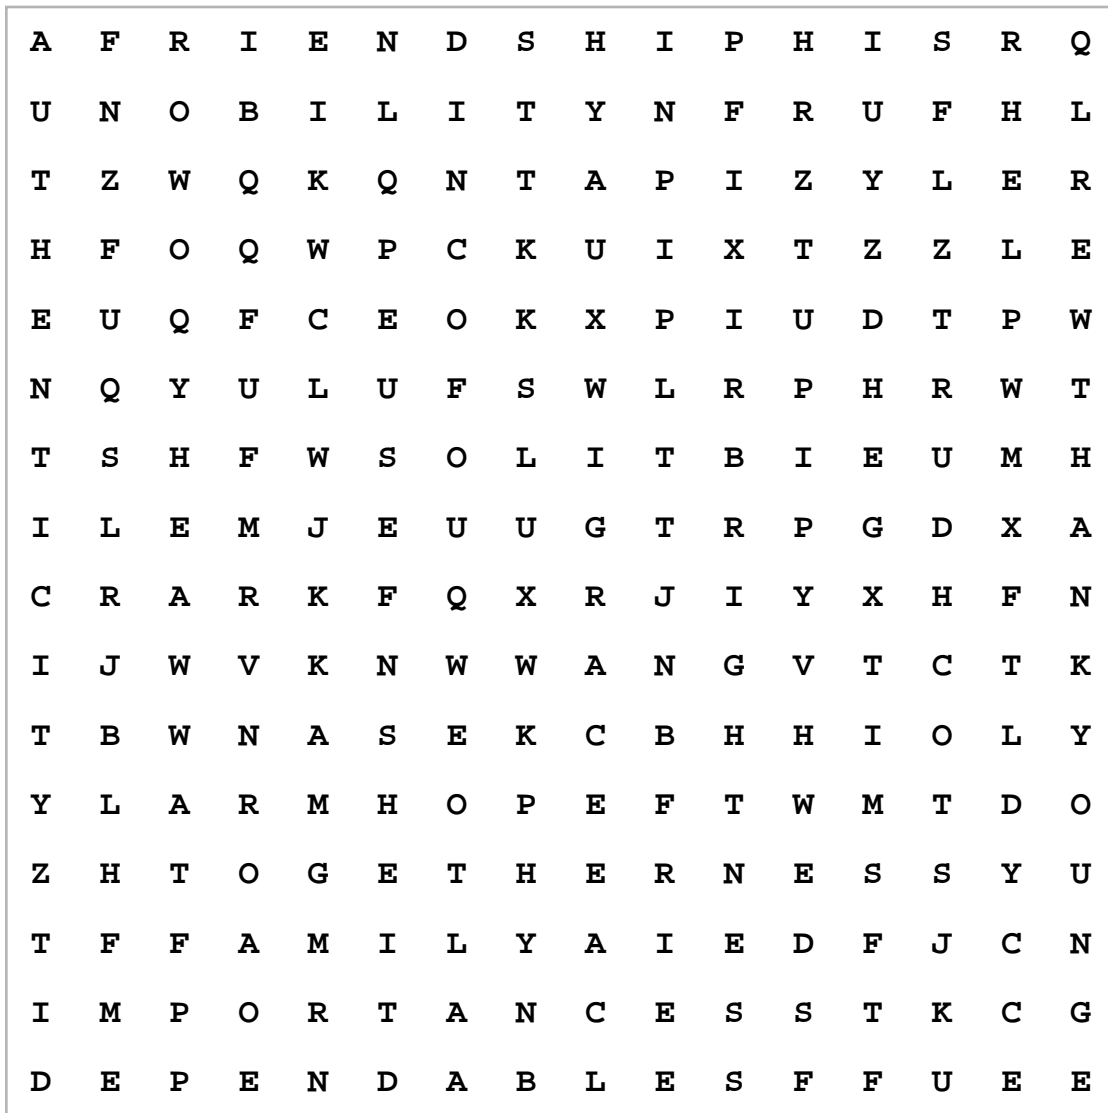 A F R I E N D S H I P H I S R Q
U N O B I L I T Y N F R U F H L
T Z W Q K Q N T A P I Z Y L E R
H F O Q W P C K U I X T Z Z L E
E U Q F C E O K X P I U D T P W
N Q Y U L U F S W L R P H R W T
T S H F W S O L I T B I E U M H
I L E M J E U U G T R P G D X A
C R A R K F Q X R J I Y X H F N
I J W V K N W W A N G V T C T K
T B W N A S E K C B H H I O L Y
Y L A R M H O P E F T W M T D O
Z H T O G E T H E R N E S S Y U
T F F A M I L Y A I E D F J C N
I M P O R T A N C E S S T K C G
D E P E N D A B L E S F F U E E